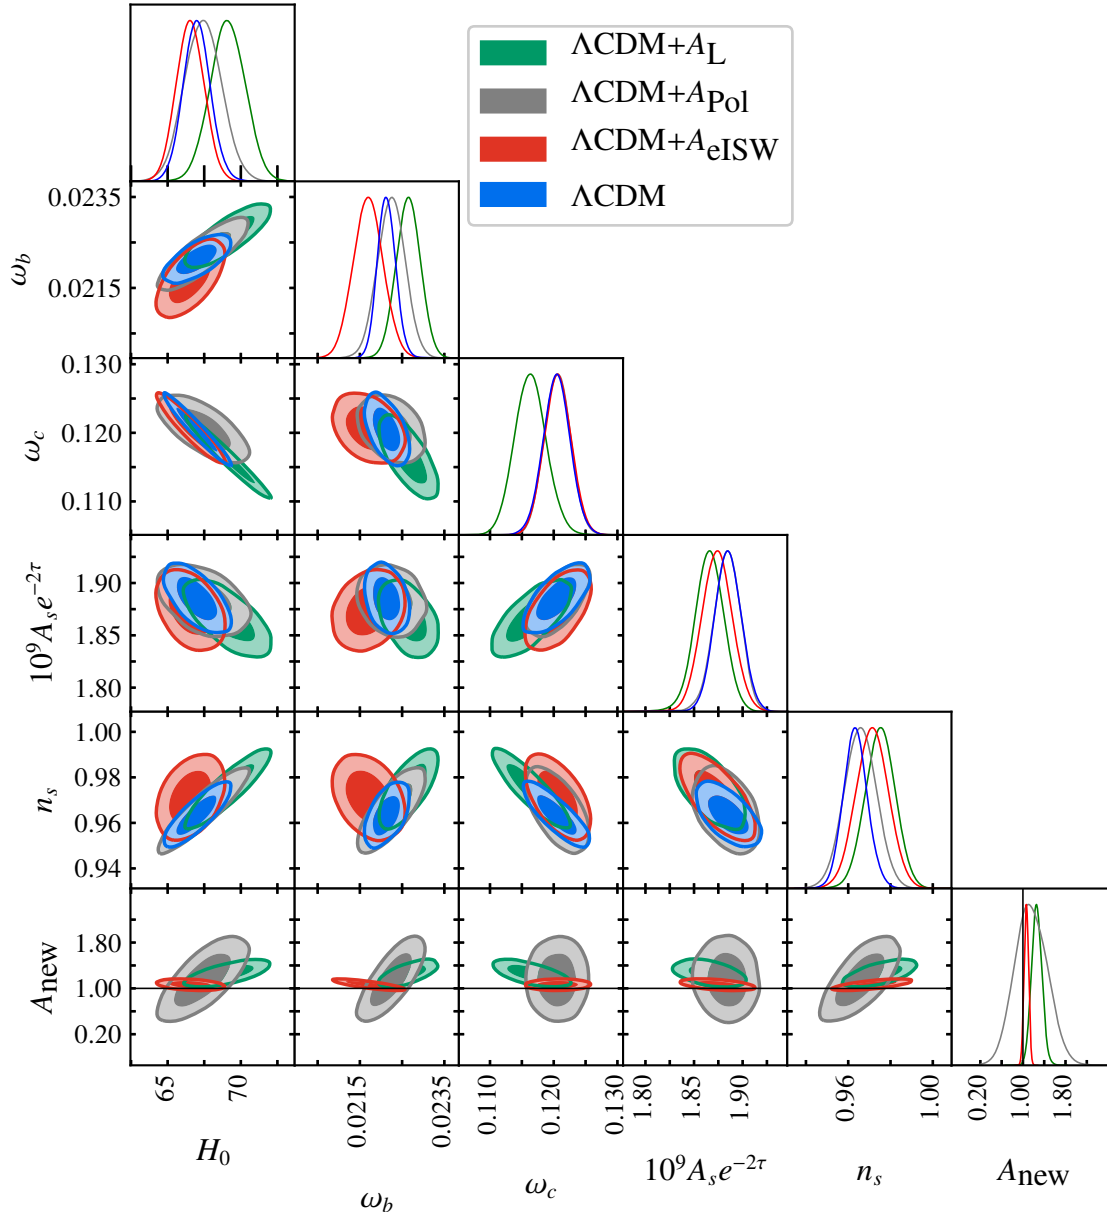 ΛCDM+A_L
ΛCDM+A_Pol
ΛCDM+A_eISW
ΛCDM
0.0235
0.0215
ω_b
0.130
0.120
0.110
ω_c
1.90
1.85
1.80
10^9 A_s e^{-2τ}
1.00
0.98
0.96
0.94
n_s
1.80
1.00
0.20
A_new
65 70
0.0215 0.0235
0.110 0.120 0.130
1.80 1.85 1.90
0.96 1.00
0.20 1.00 1.80
H_0 ω_b ω_c 10^9 A_s e^{-2τ} n_s A_new